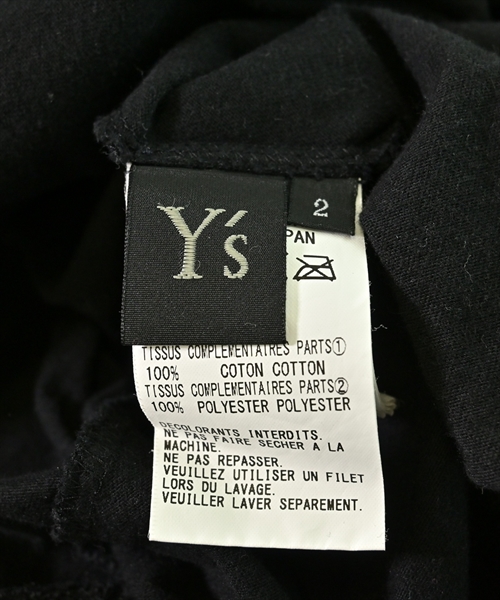 Y's
2
PAN
TISSUS COMPLEMENTAIRES PARTS①
100% COTON COTTON
TISSUS COMPLEMENTAIRES PARTS②
100% POLYESTER POLYESTER
DECOLORANTS INTERDITS.
NE PAS FAIRE SECHER A LA
MACHINE.
NE PAS REPASSER.
VEUILLEZ UTILISER UN FILET
LORS DU LAVAGE.
VEUILLER LAVER SEPAREMENT.